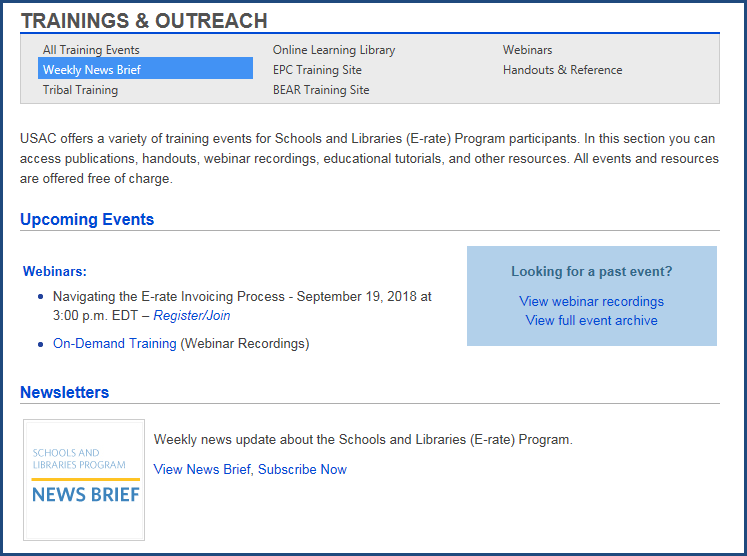 TRAININGS & OUTREACH
All Training Events
Online Learning Library
Webinars
Weekly News Brief
EPC Training Site
Handouts & Reference
Tribal Training
BEAR Training Site
USAC offers a variety of training events for Schools and Libraries (E-rate) Program participants. In this section you can
access publications, handouts, webinar recordings, educational tutorials, and other resources. All events and resources
are offered free of charge.
Upcoming Events
Webinars:
Navigating the E-rate Invoicing Process - September 19, 2018 at
3:00 p.m. EDT – Register/Join
On-Demand Training (Webinar Recordings)
Looking for a past event?
View webinar recordings
View full event archive
Newsletters
SCHOOLS AND
LIBRARIES PROGRAM
NEWS BRIEF
Weekly news update about the Schools and Libraries (E-rate) Program.
View News Brief, Subscribe Now